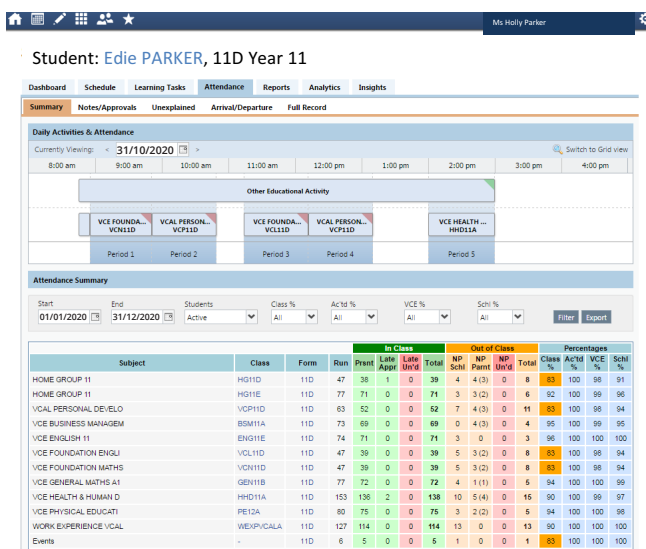 Ms Holly Parker
Student: Edie PARKER, 11D Year 11
Dashboard Schedule Learning Tasks Attendance Reports Analytics Insights
Summary Notes/Approvals Unexplained Arrival/Departure Full Record
Daily Activities & Attendance
Currently Viewing: < 31/10/2020 > Switch to Grid view
8:00 am 9:00 am 10:00 am 11:00 am 12:00 pm 1:00 pm 2:00 pm 3:00 pm 4:00 pm
Other Educational Activity
VCE FOUNDA... VCAL PERSON... VCE FOUNDA... VCAL PERSON... VCE HEALTH ...
VCN11D VCP11D VCL11D VCP11D HHD11A
Period 1 Period 2 Period 3 Period 4 Period 5
Attendance Summary
Start End Students Class % Ac'td % VCE % Schl %
01/01/2020 31/12/2020 Active All All All All Filter Export
In Class Out of Class Percentages
Subject Class Form Run Prsnt Late Appr Late Un'd Total NP Schl NP Parnt NP Un'd Total Class % Ac'td % VCE % Schl %
HOME GROUP 11 HG11D 11D 47 38 1 0 39 4 4 (3) 0 8 83 100 98 91
HOME GROUP 11 HG11E 11D 77 71 0 0 71 3 3 (2) 0 6 92 100 99 96
VCAL PERSONAL DEVELO VCP11D 11D 63 52 0 0 52 7 4 (3) 0 11 83 100 98 94
VCE BUSINESS MANAGEM BSM11A 11D 73 69 0 0 69 0 4 (3) 0 4 95 100 99 95
VCE ENGLISH 11 ENG11E 11D 74 71 0 0 71 3 0 0 3 96 100 100 100
VCE FOUNDATION ENGLI VCL11D 11D 47 39 0 0 39 5 3 (2) 0 8 83 100 98 94
VCE FOUNDATION MATHS VCN11D 11D 47 39 0 0 39 5 3 (2) 0 8 83 100 98 94
VCE GENERAL MATHS A1 GEN11B 11D 77 72 0 0 72 4 1 (1) 0 5 94 100 100 99
VCE HEALTH & HUMAN D HHD11A 11D 153 136 2 0 138 10 5 (4) 0 15 90 100 99 97
VCE PHYSICAL EDUCATI PE12A 11D 80 75 0 0 75 3 2 (2) 0 5 94 100 100 98
WORK EXPERIENCE VCAL WEXPVCALA 11D 127 114 0 0 114 13 0 0 13 90 100 100 100
Events - 11D 6 5 0 0 5 1 0 0 1 83 100 100 100